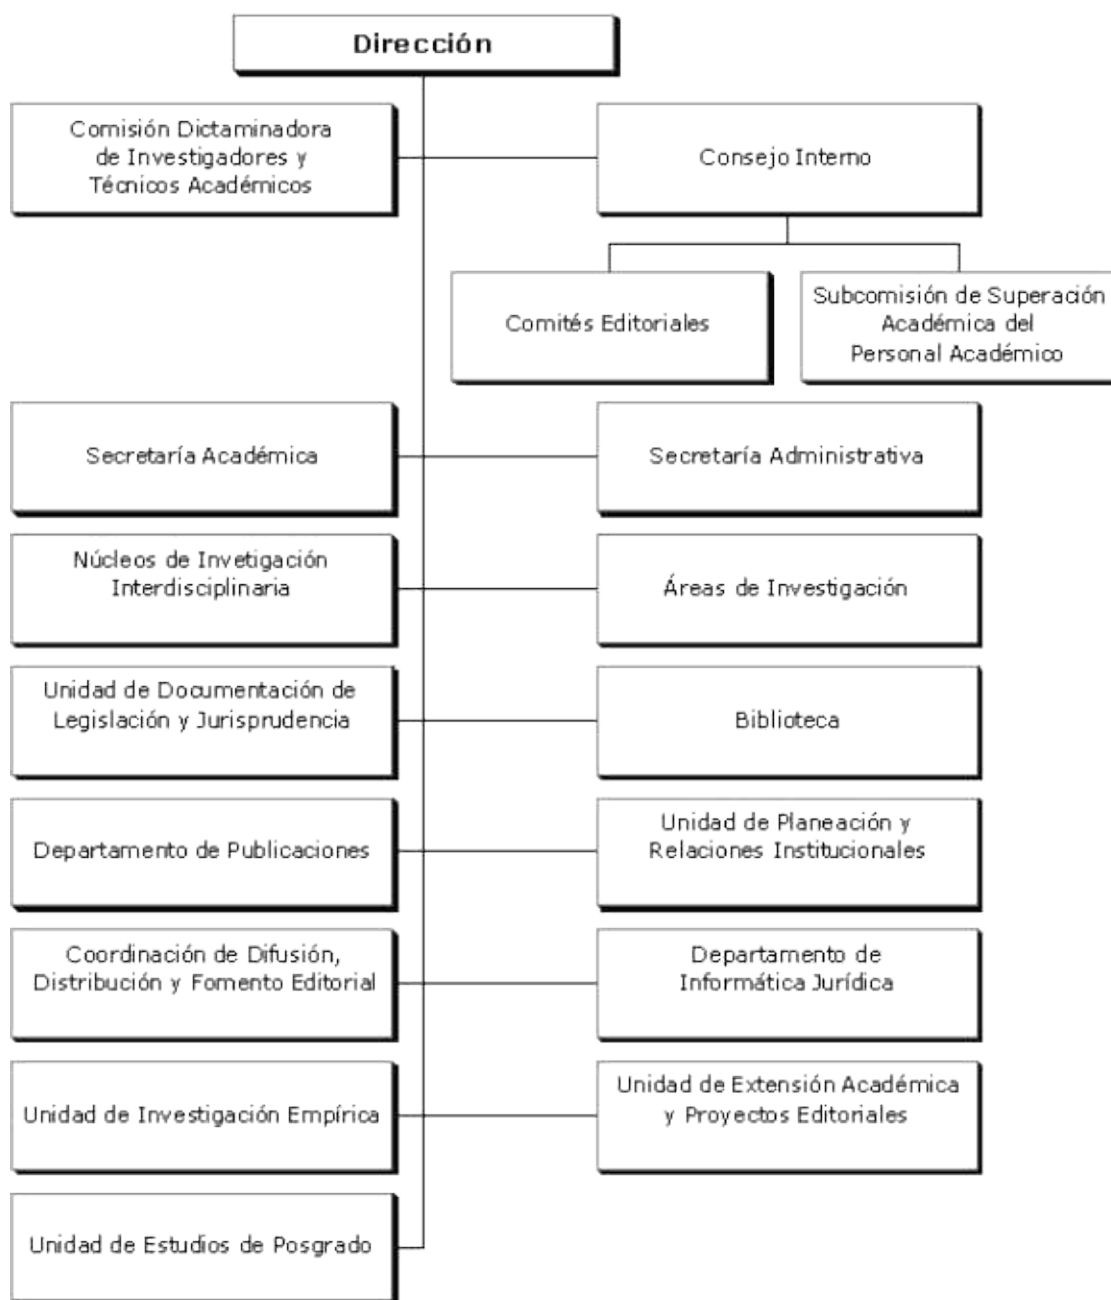 Dirección
Comisión Dictaminadora
de Investigadores y
Técnicos Académicos
Consejo Interno
Comités Editoriales
Subcomisión de Superación
Académica del
Personal Académico
Secretaría Académica
Secretaría Administrativa
Núcleos de Invetigación
Interdisciplinaria
Áreas de Investigación
Unidad de Documentación de
Legislación y Jurisprudencia
Biblioteca
Departamento de Publicaciones
Unidad de Planeación y
Relaciones Institucionales
Coordinación de Difusión,
Distribución y Fomento Editorial
Departamento de
Informática Jurídica
Unidad de Investigación Empírica
Unidad de Extensión Académica
y Proyectos Editoriales
Unidad de Estudios de Posgrado